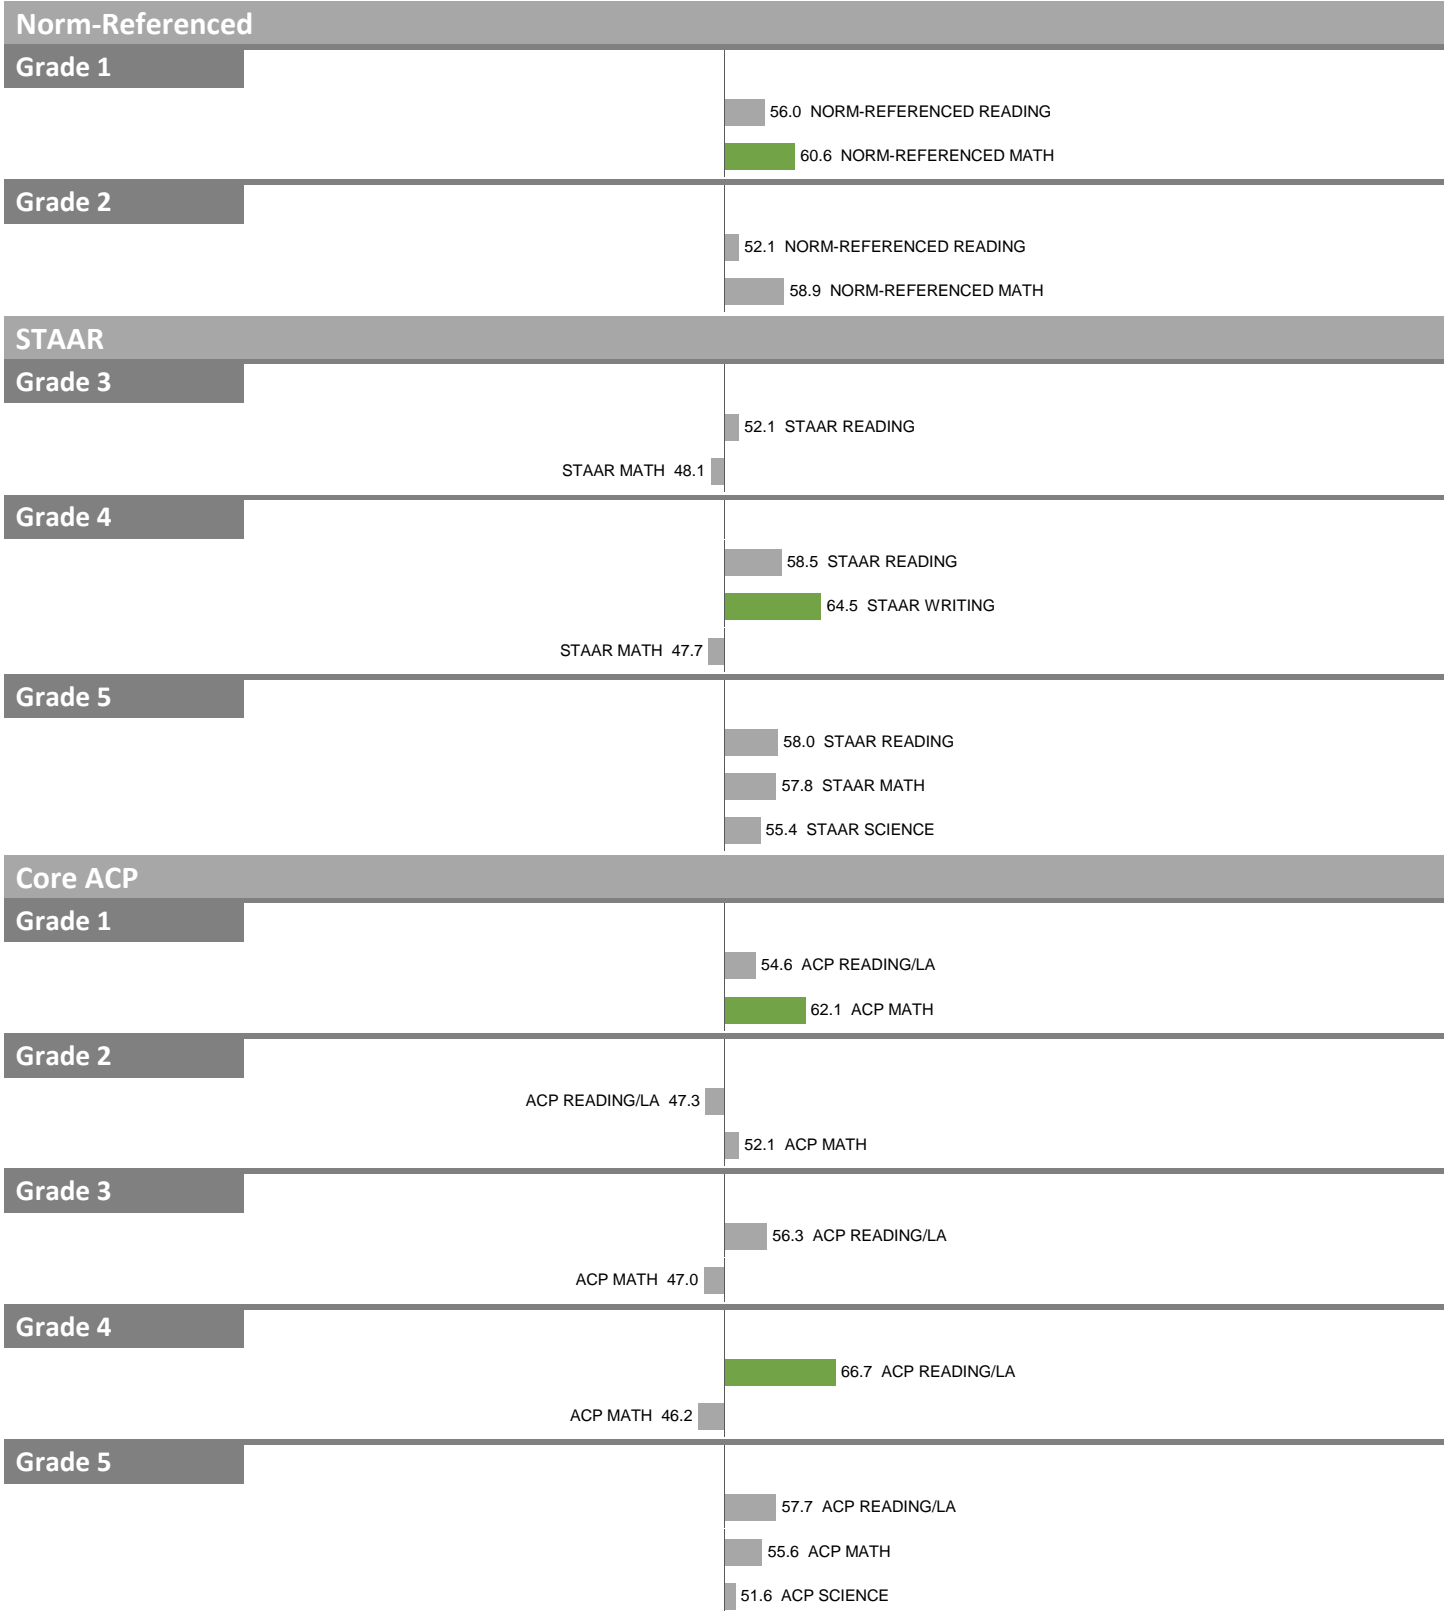 Norm-Referenced
Grade 1
56.0 NORM-REFERENCED READING
60.6 NORM-REFERENCED MATH
Grade 2
52.1 NORM-REFERENCED READING
58.9 NORM-REFERENCED MATH
STAAR
Grade 3
52.1 STAAR READING
STAAR MATH 48.1
Grade 4
58.5 STAAR READING
64.5 STAAR WRITING
STAAR MATH 47.7
Grade 5
58.0 STAAR READING
57.8 STAAR MATH
55.4 STAAR SCIENCE
Core ACP
Grade 1
54.6 ACP READING/LA
62.1 ACP MATH
Grade 2
ACP READING/LA 47.3
52.1 ACP MATH
Grade 3
56.3 ACP READING/LA
ACP MATH 47.0
Grade 4
66.7 ACP READING/LA
ACP MATH 46.2
Grade 5
57.7 ACP READING/LA
55.6 ACP MATH
51.6 ACP SCIENCE